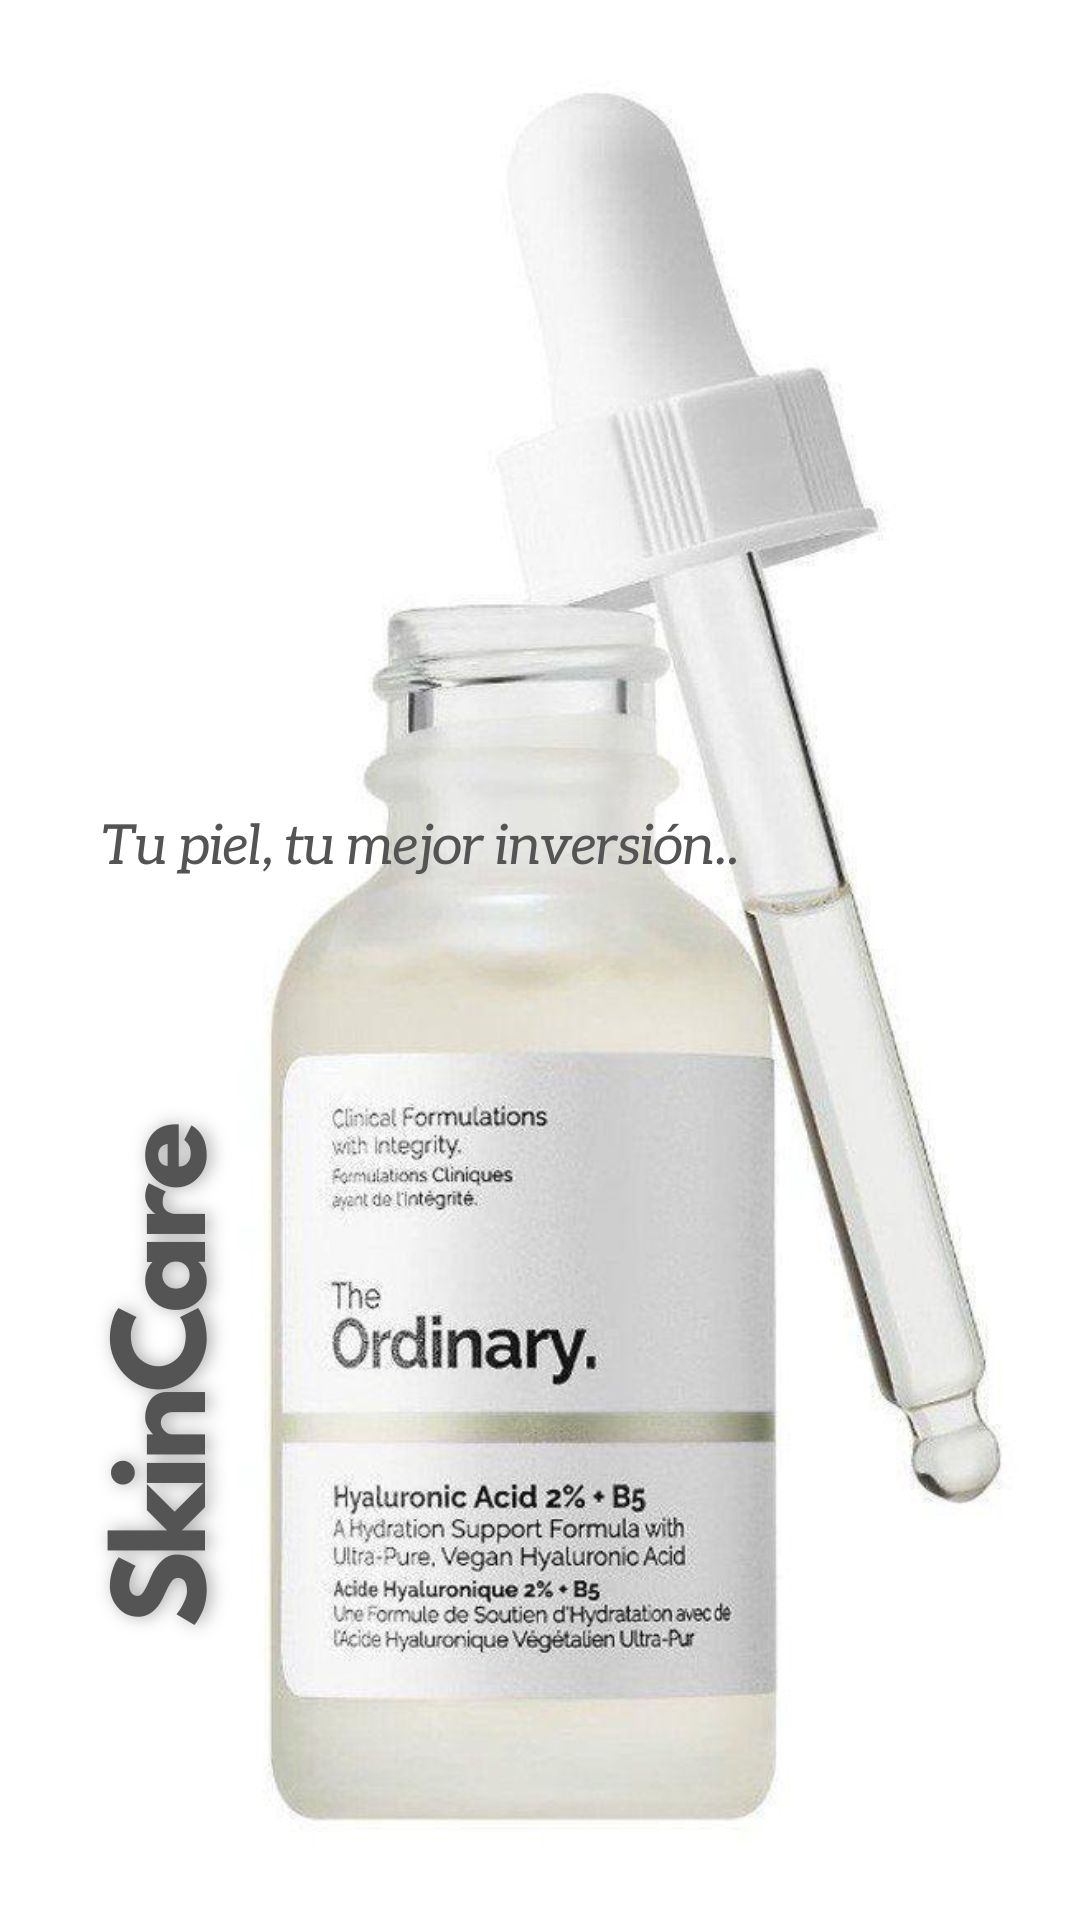 Tu piel, tu mejor inversión..
SkinCare
Clinical Formulations
with Integrity.
Formulations Cliniques
ayant de l'Intégrité.
The
Ordinary.
Hyaluronic Acid 2% + B5
A Hydration Support Formula with
Ultra-Pure, Vegan Hyaluronic Acid
Acide Hyaluronique 2% + B5
Une Formule de Soutien d'Hydratation avec de
l'Acide Hyaluronique Végétalien Ultra-Pur